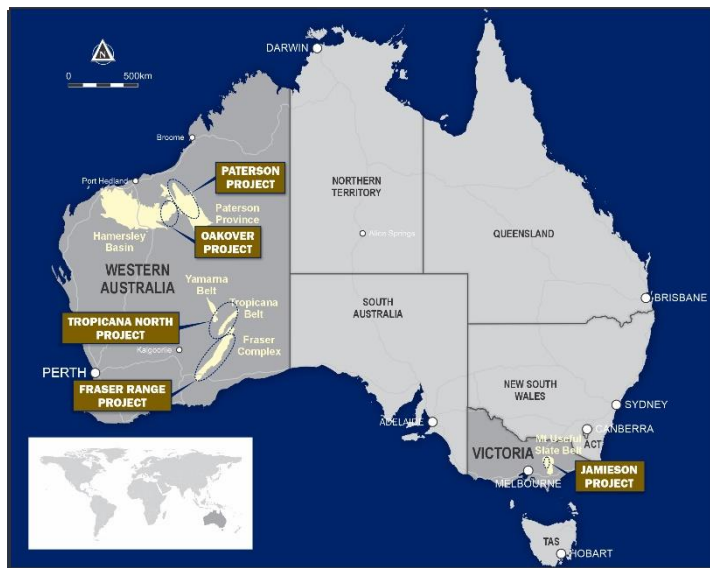 DARWIN
N
0 500km
Broome
Port Hedland
PATERSON
PROJECT
NORTHERN
TERRITORY
Paterson
Province
Hamersley
Basin
OAKOVER
PROJECT
Alice Springs
QUEENSLAND
WESTERN
AUSTRALIA
Yamarna
Belt
Tropicana
Belt
SOUTH
AUSTRALIA
BRISBANE
TROPICANA NORTH
PROJECT
Kalgoorlie
Fraser
Complex
PERTH
FRASER RANGE
PROJECT
NEW SOUTH
WALES
SYDNEY
ADELAIDE
CANBERRA
ACT
VICTORIA
Mt Useful
Slate Belt
MELBOURNE
JAMIESON
PROJECT
TAS
HOBART